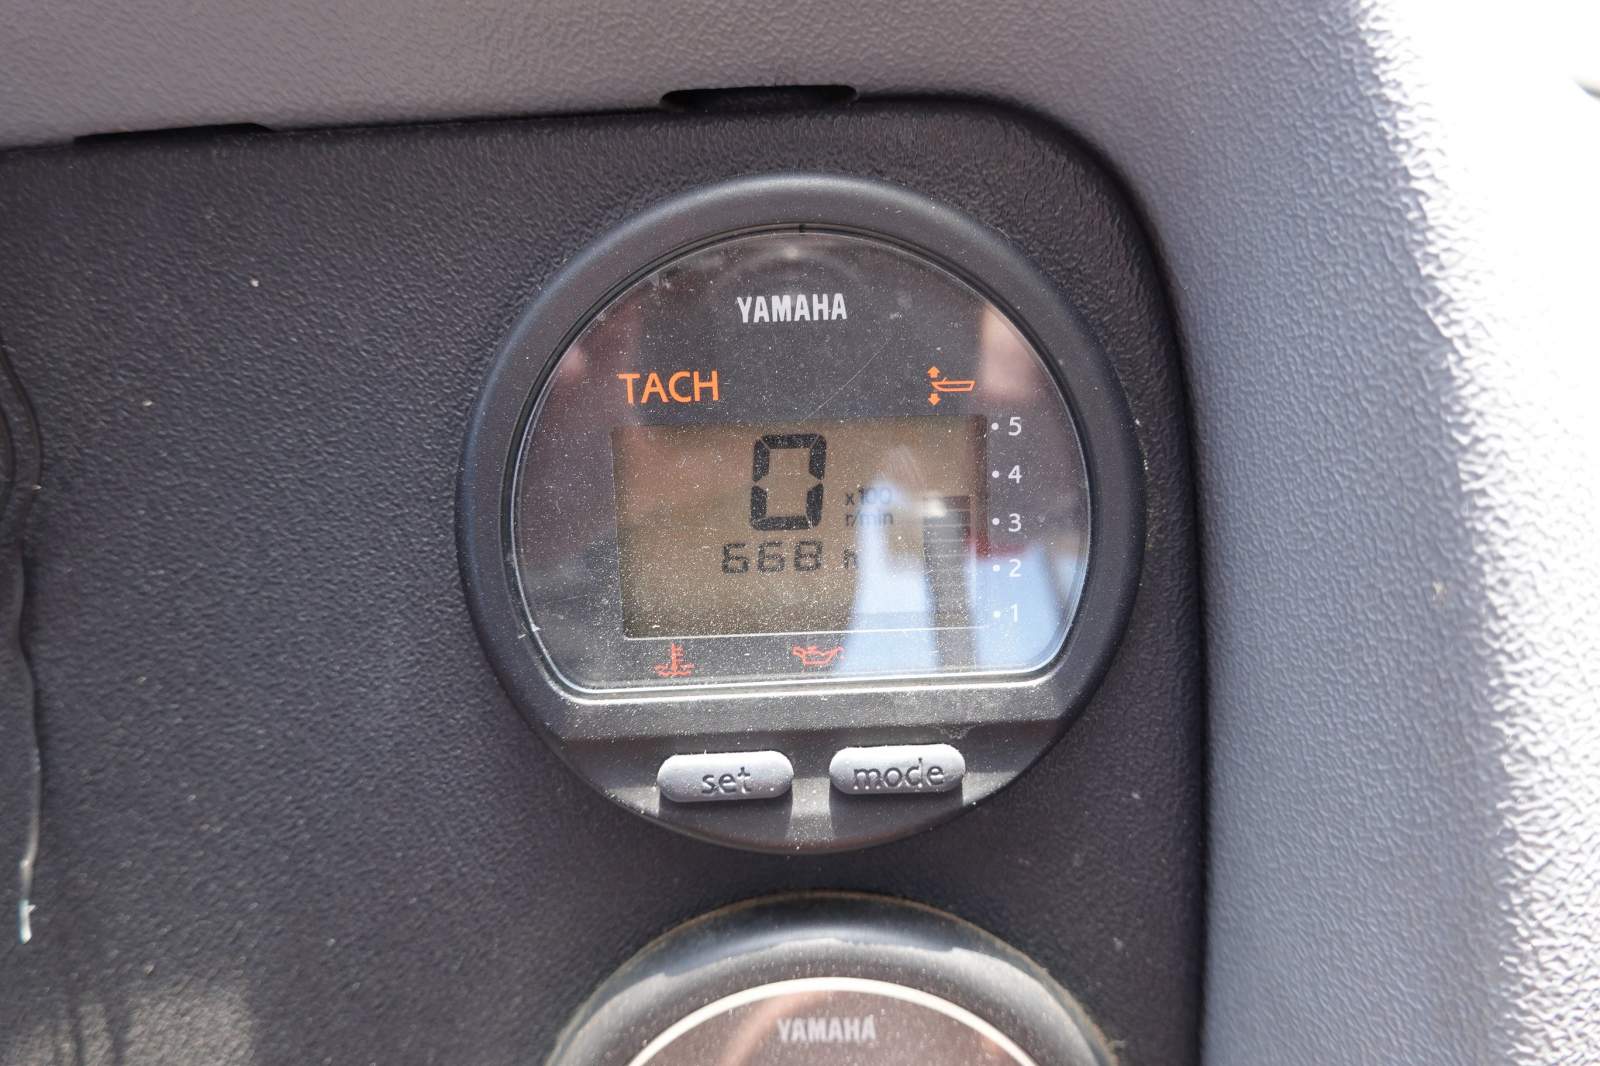 YAMAHA
TACH
5
4
0 x100
r/min
3
668 h
2
1
set mode
YAMAHA